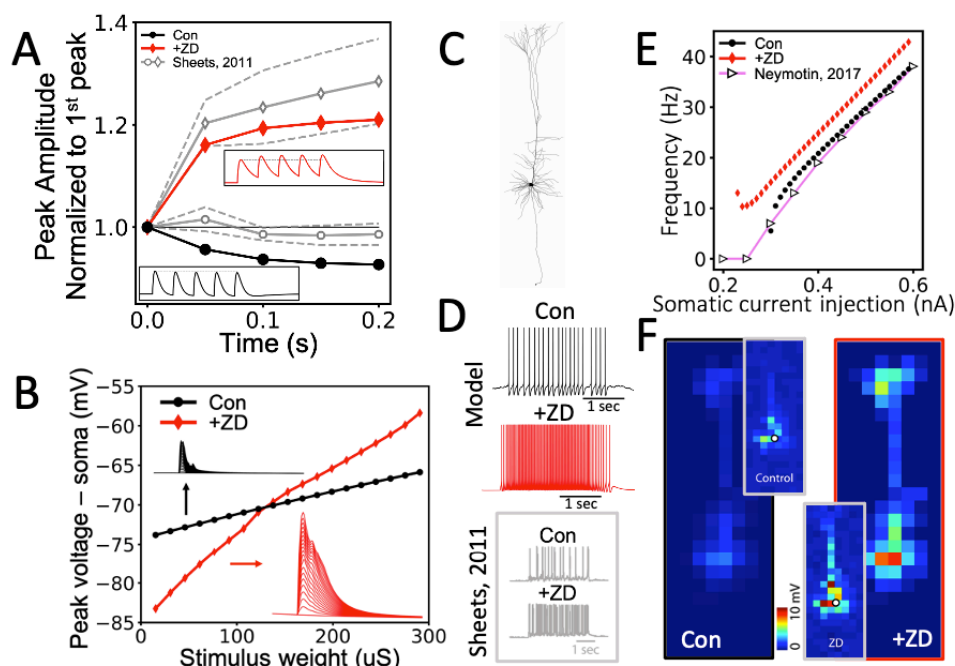 A
Peak Amplitude
Normalized to 1st peak
1.4
1.2
1.0
Con
+ZD
Sheets, 2011
0.0
0.1
0.2
Time (s)
B
Peak voltage – soma (mV)
−55
−60
−65
−70
−75
−80
−85
Con
+ZD
0
100
200
300
Stimulus weight (uS)
C
D
Model
Con
1 sec
+ZD
1 sec
Sheets, 2011
Con
+ZD
1 sec
E
Frequency (Hz)
40
20
0
Con
+ZD
Neymotin, 2017
0.2
0.4
0.6
Somatic current injection (nA)
F
Con
Control
0 10 mV
ZD
+ZD